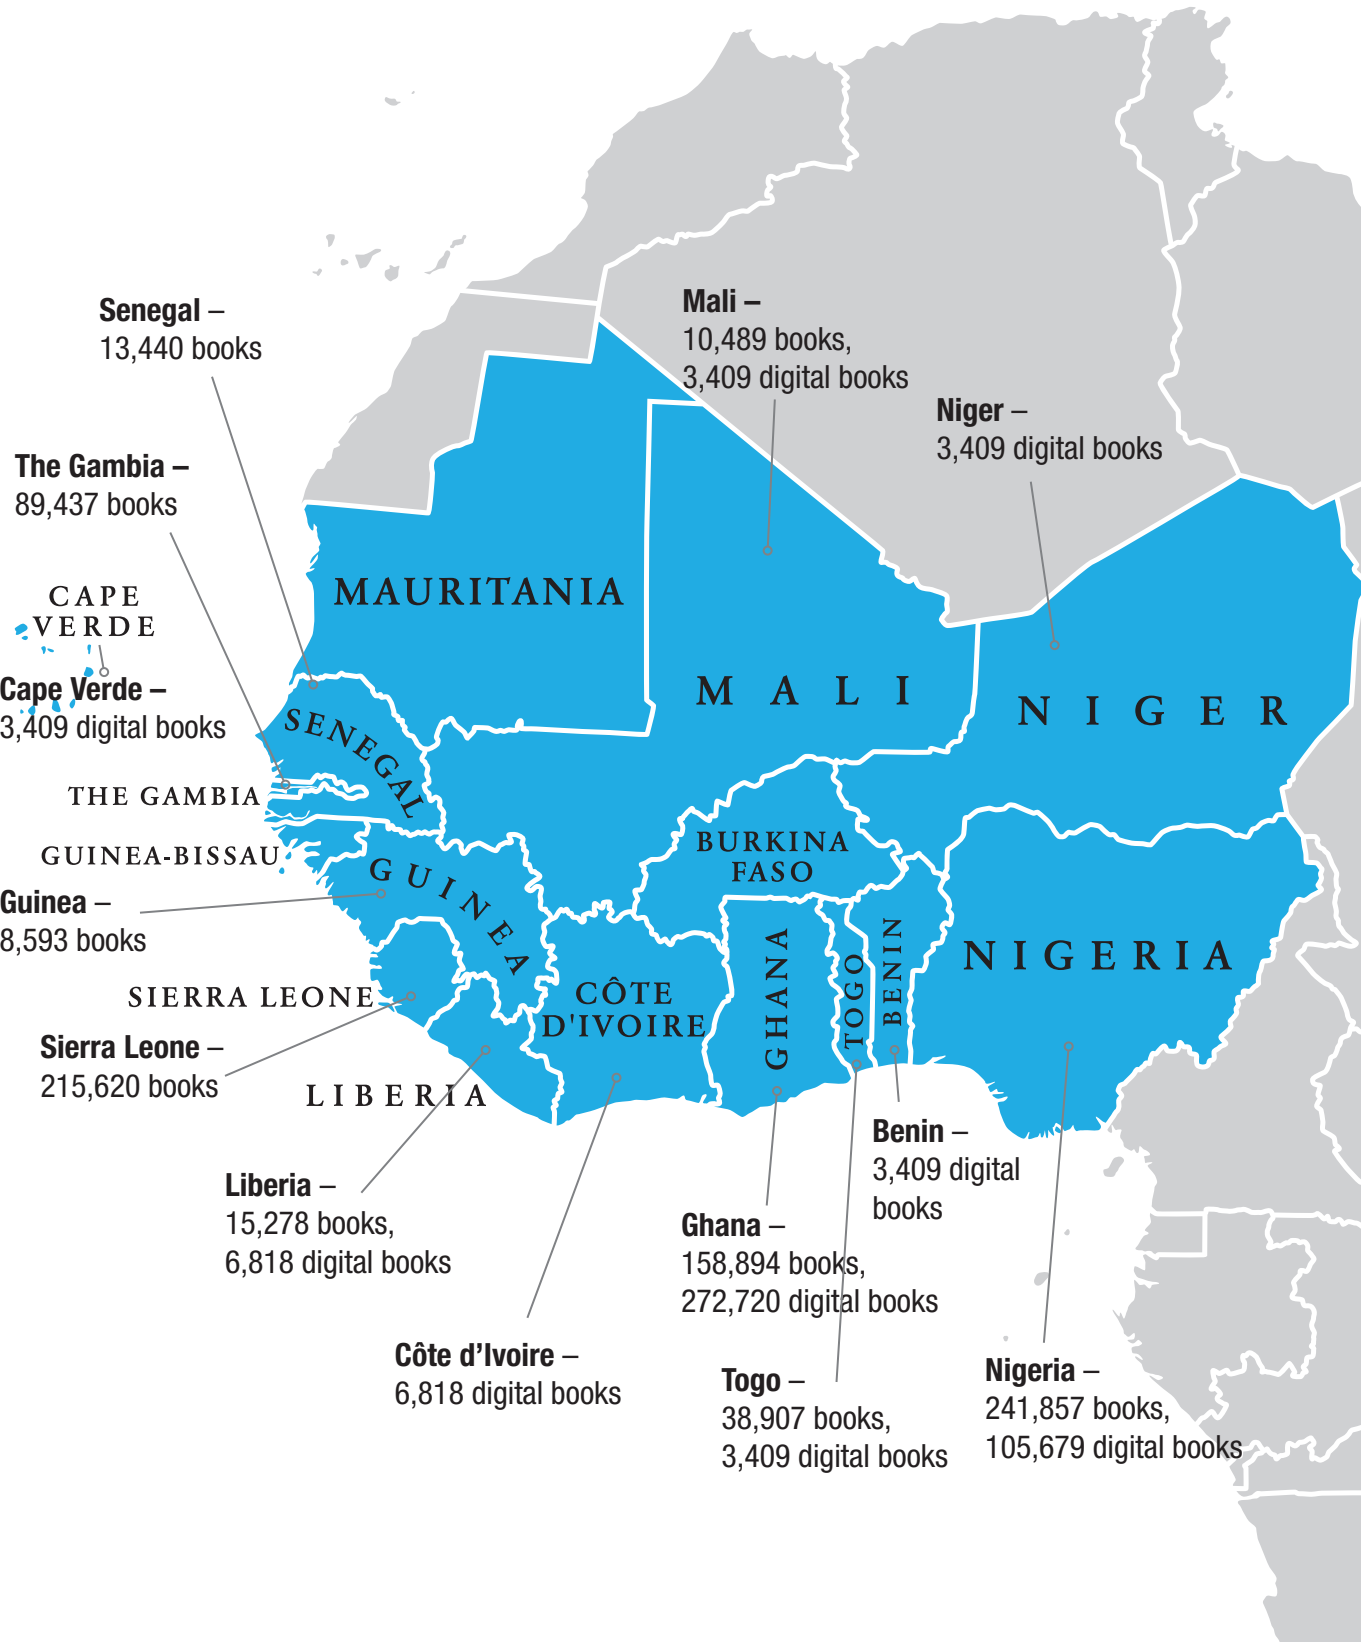 Senegal –
13,440 books
Mali –
10,489 books,
3,409 digital books
Niger –
3,409 digital books
The Gambia –
89,437 books
CAPE
VERDE
MAURITANIA
Cape Verde –
3,409 digital books
MALI
NIGER
SENEGAL
THE GAMBIA
GUINEA-BISSAU
BURKINA
FASO
GUINEA
Guinea –
8,593 books
NIGERIA
SIERRA LEONE
CÔTE
D'IVOIRE
GHANA
TOGO
BENIN
Sierra Leone –
215,620 books
LIBERIA
Benin –
3,409 digital
books
Liberia –
15,278 books,
6,818 digital books
Ghana –
158,894 books,
272,720 digital books
Côte d’Ivoire –
6,818 digital books
Togo –
38,907 books,
3,409 digital books
Nigeria –
241,857 books,
105,679 digital books